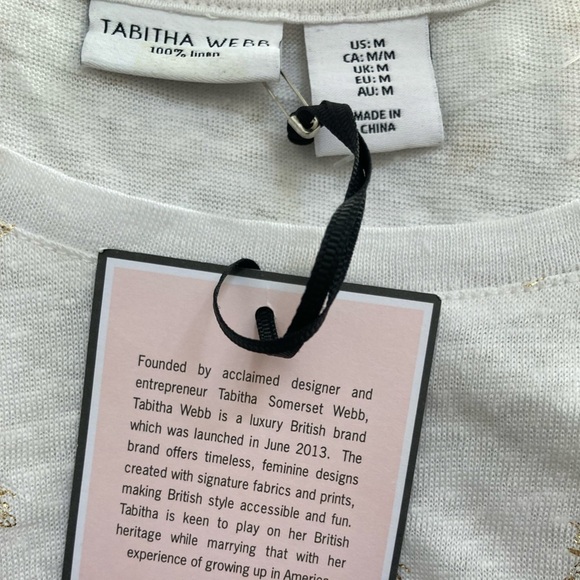 TABITHA WEBB
100% linen
US: M
CA: M/M
UK: M
EU: M
AU: M
MADE IN
CHINA
Founded by acclaimed designer and
entrepreneur Tabitha Somerset Webb,
Tabitha Webb is a luxury British brand
which was launched in June 2013. The
brand offers timeless, feminine designs
created with signature fabrics and prints,
making British style accessible and fun.
Tabitha is keen to play on her British
heritage while marrying that with her
experience of growing up in America